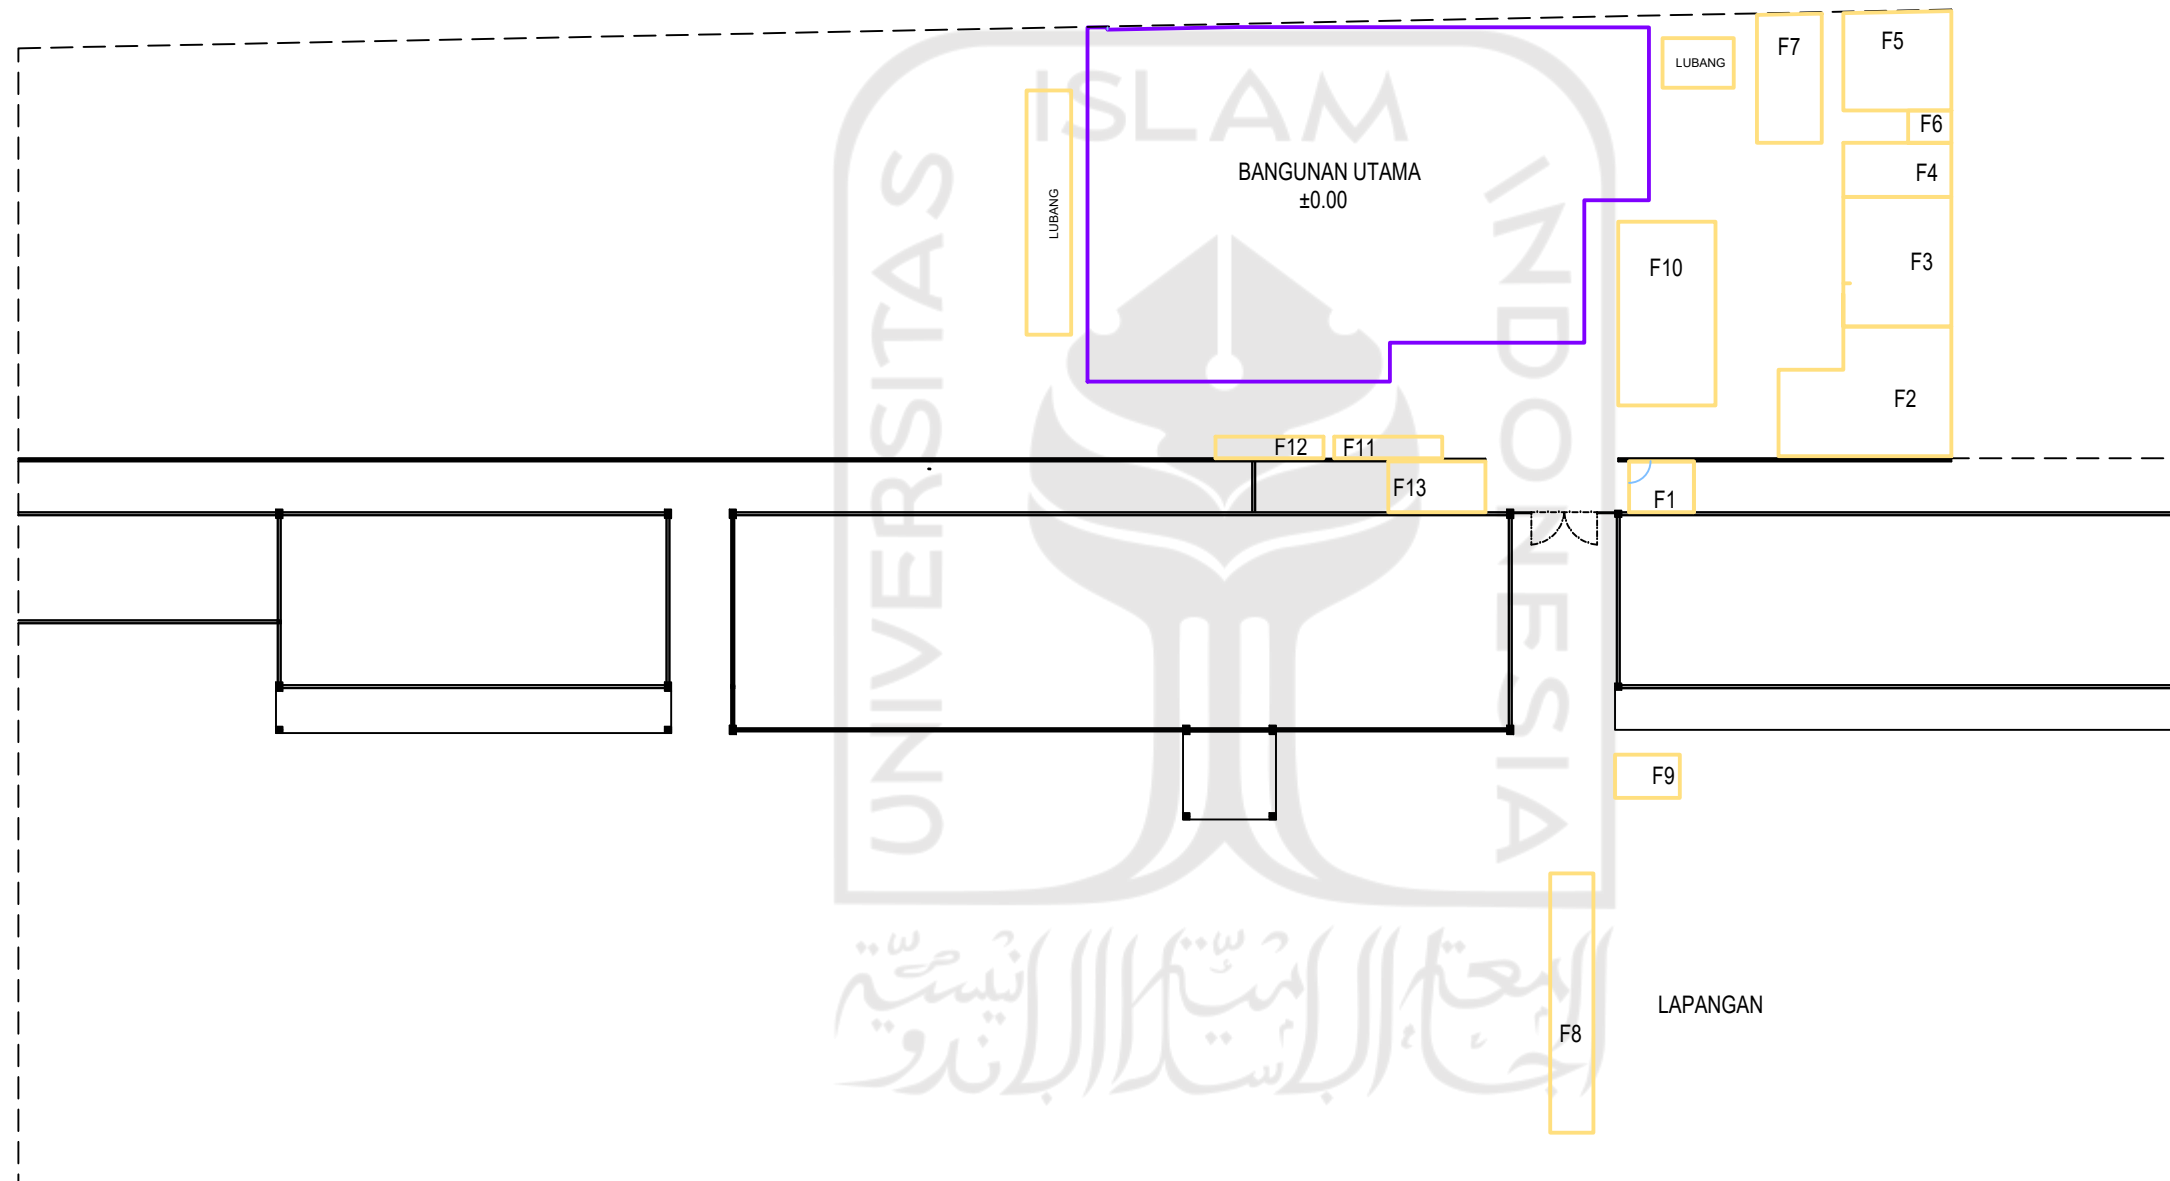 F7
F5
LUBANG
F6
BANGUNAN UTAMA
±0.00
F4
LUBANG
F3
F10
F2
F12
F11
F13
F1
F9
LAPANGAN
F8
UNIVERSITAS
ISLAM
INDONESIA